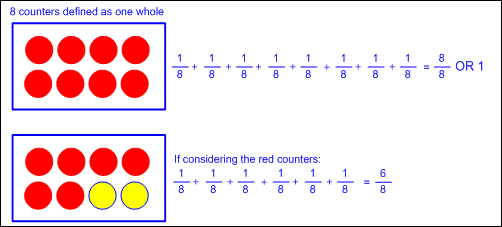 8 counters defined as one whole
1/8 + 1/8 + 1/8 + 1/8 + 1/8 + 1/8 + 1/8 + 1/8 = 8/8 OR 1
If considering the red counters:
1/8 + 1/8 + 1/8 + 1/8 + 1/8 + 1/8 = 6/8